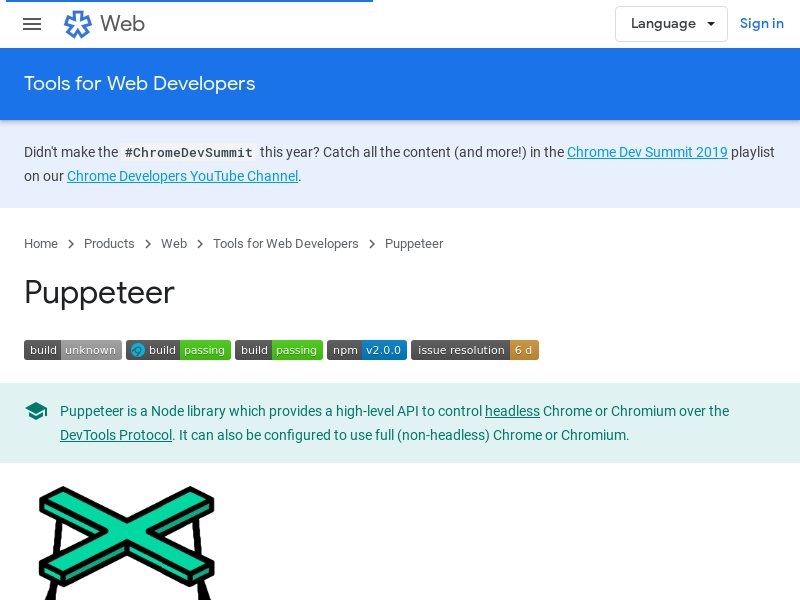 Web
Language
Sign in
Tools for Web Developers
Didn't make the #ChromeDevSummit this year? Catch all the content (and more!) in the Chrome Dev Summit 2019 playlist
on our Chrome Developers YouTube Channel.
Home > Products > Web > Tools for Web Developers > Puppeteer
Puppeteer
build unknown build passing build passing npm v2.0.0 issue resolution 6 d
Puppeteer is a Node library which provides a high-level API to control headless Chrome or Chromium over the
DevTools Protocol. It can also be configured to use full (non-headless) Chrome or Chromium.